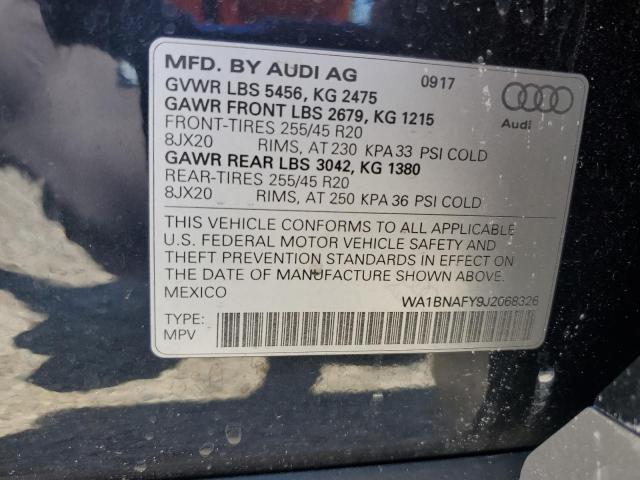 MFD. BY AUDI AG 0917
GVWR LBS 5456, KG 2475
GAWR FRONT LBS 2679, KG 1215
FRONT-TIRES 255/45 R20
8JX20 RIMS, AT 230 KPA 33 PSI COLD
GAWR REAR LBS 3042, KG 1380
REAR-TIRES 255/45 R20
8JX20 RIMS, AT 250 KPA 36 PSI COLD
Audi
THIS VEHICLE CONFORMS TO ALL APPLICABLE
U.S. FEDERAL MOTOR VEHICLE SAFETY AND
THEFT PREVENTION STANDARDS IN EFFECT ON
THE DATE OF MANUFACTURE SHOWN ABOVE.
MEXICO WA1BNAFY9J2068326
TYPE:
MPV